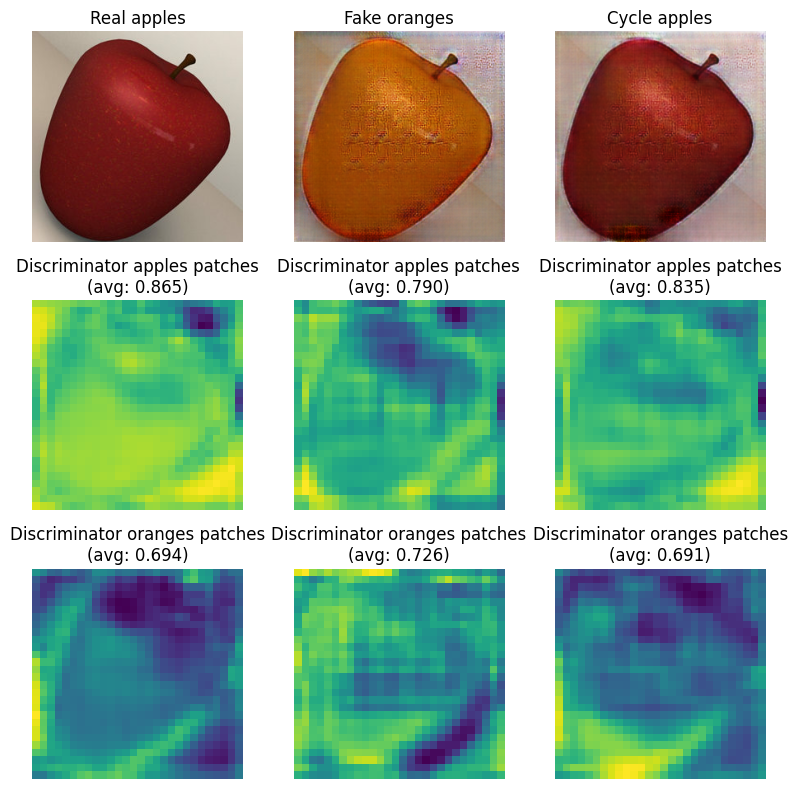 Real apples
Fake oranges
Cycle apples
Discriminator apples patches
(avg: 0.865)
Discriminator apples patches
(avg: 0.790)
Discriminator apples patches
(avg: 0.835)
Discriminator oranges patches
(avg: 0.694)
Discriminator oranges patches
(avg: 0.726)
Discriminator oranges patches
(avg: 0.691)